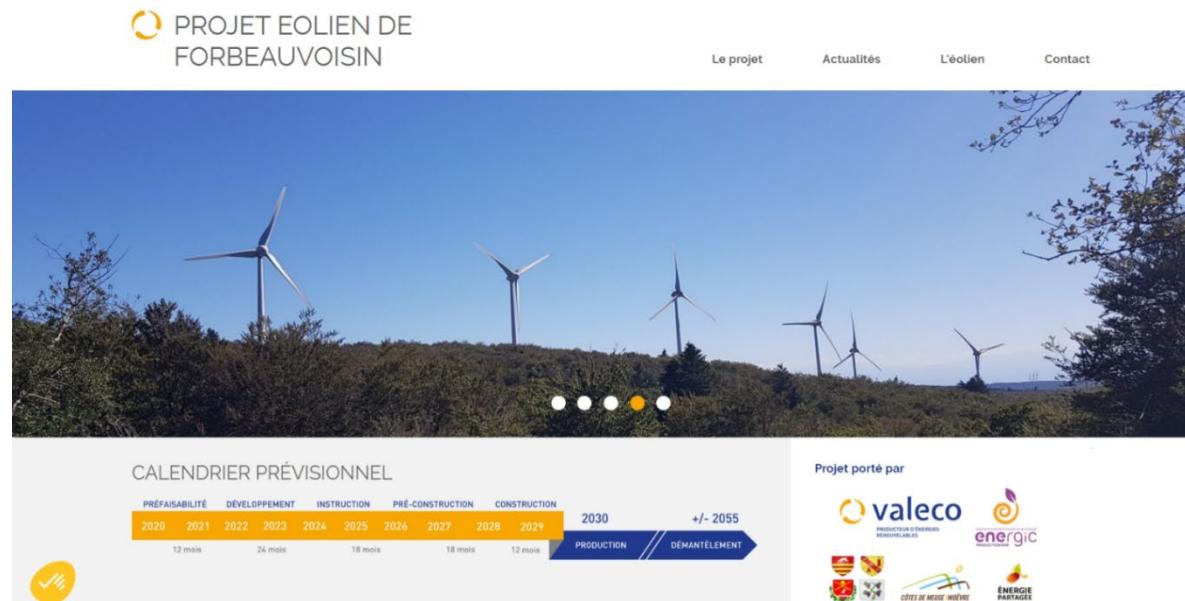 PROJET EOLIEN DE
FORBEAUVOISIN
Le projet Actualités L'éolien Contact
CALENDRIER PRÉVISIONNEL
PRÉFAISABILITÉ DÉVELOPPEMENT INSTRUCTION PRÉ-CONSTRUCTION CONSTRUCTION
2020 2021 2022 2023 2024 2025 2026 2027 2028 2029
2030 +/- 2055
PRODUCTION DÉMANTÈLEMENT
12 mois 24 mois 18 mois 18 mois 12 mois
Projet porté par
valeco
PRODUCTEUR D'ÉNERGIES
RENOUVELABLES
energic
CÔTES DE MEUSE WOËVRE
ÉNERGIE
PARTAGÉE